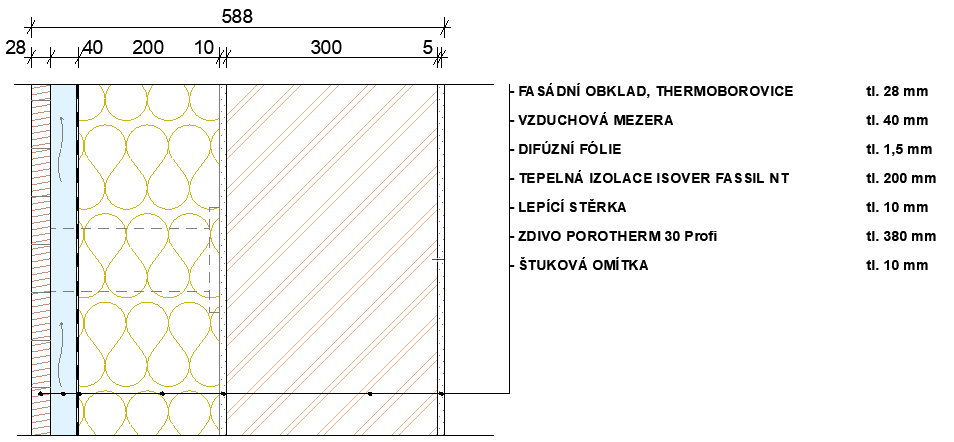 588
28 40 200 10 300 5
- FASÁDNÍ OBKLAD, THERMOBOROVICE tl. 28 mm
- VZDUCHOVÁ MEZERA tl. 40 mm
- DIFÚZNÍ FÓLIE tl. 1,5 mm
- TEPELNÁ IZOLACE ISOVER FASSIL NT tl. 200 mm
- LEPÍCÍ STĚRKA tl. 10 mm
- ZDIVO POROTHERM 30 Profi tl. 380 mm
- ŠTUKOVÁ OMÍTKA tl. 10 mm